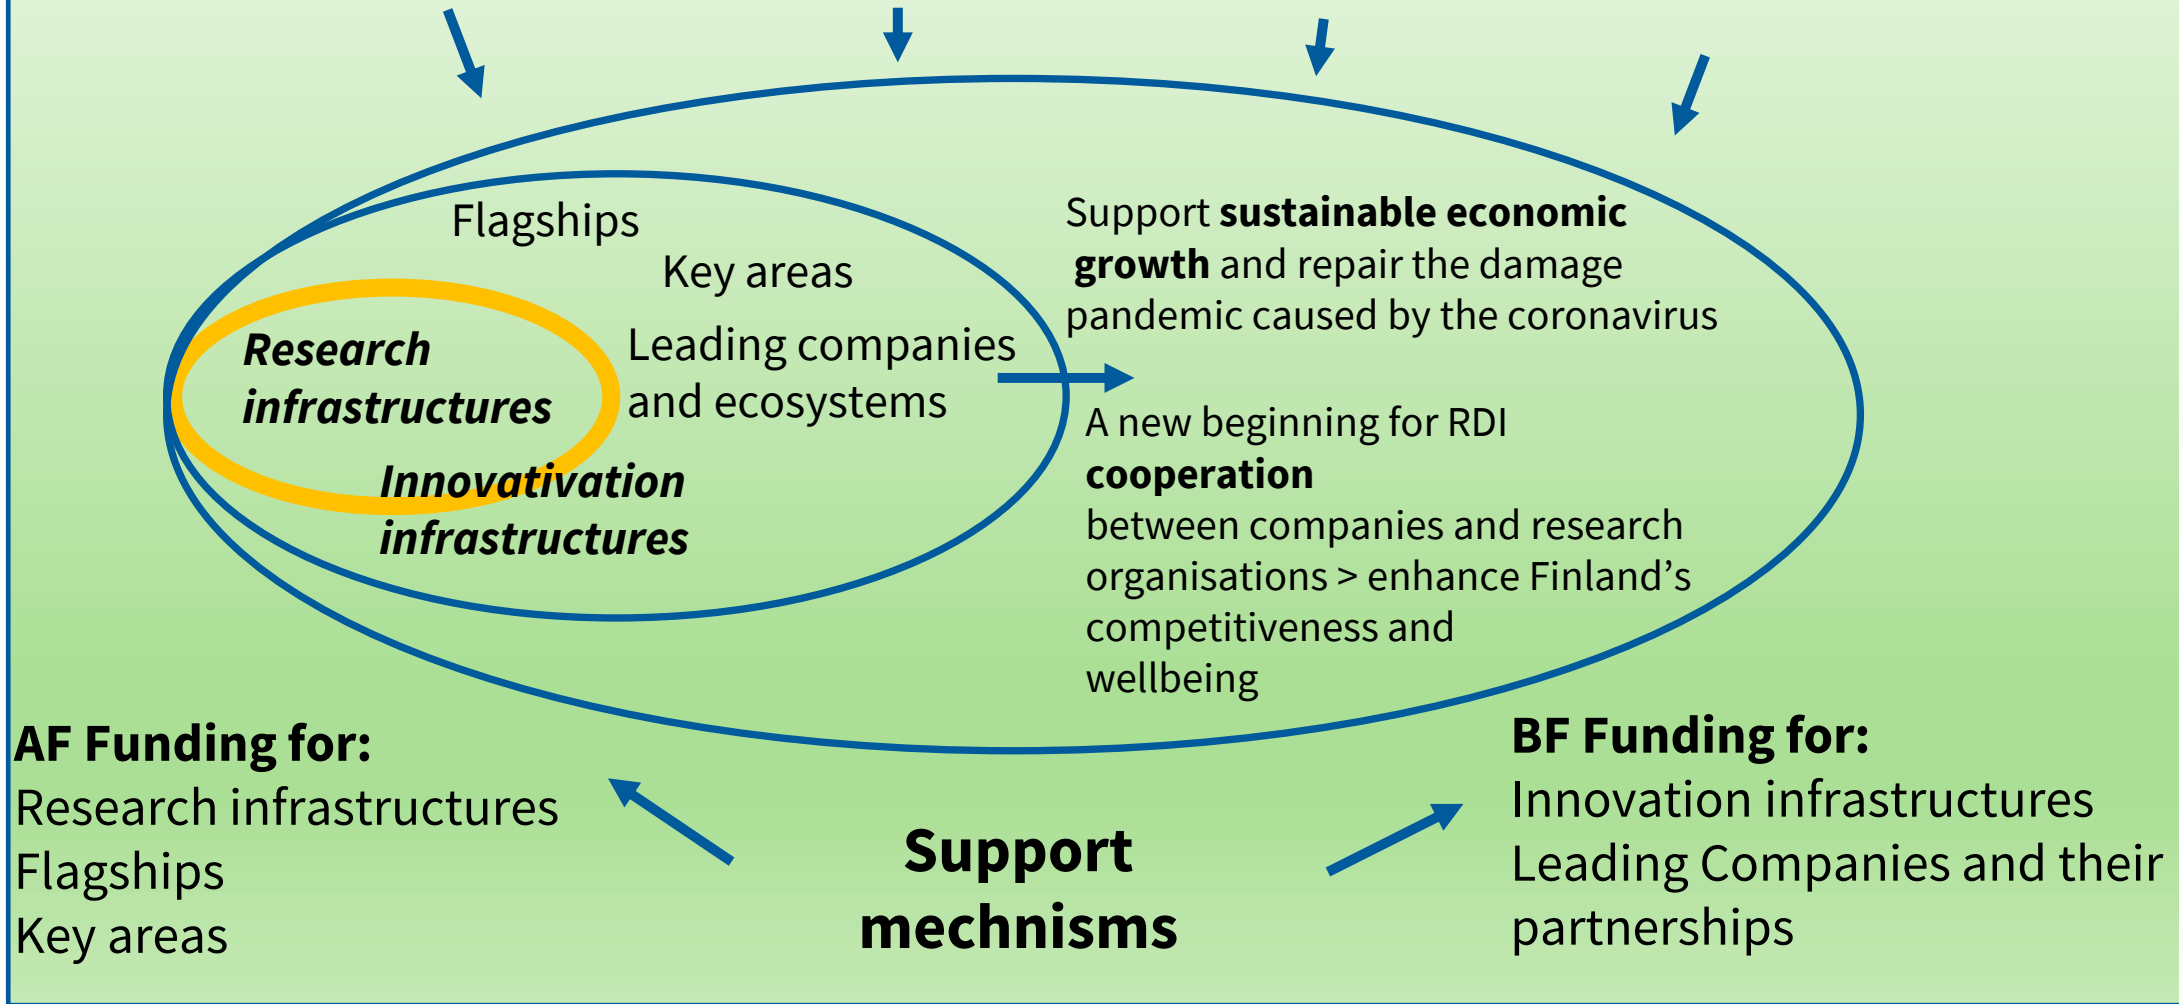 Flagships
Key areas
Research
infrastructures
Leading companies
and ecosystems
Innovativation
infrastructures
Support sustainable economic
growth and repair the damage
pandemic caused by the coronavirus
A new beginning for RDI
cooperation
between companies and research
organisations > enhance Finland’s
competitiveness and
wellbeing
AF Funding for:
Research infrastructures
Flagships
Key areas
Support
mechnisms
BF Funding for:
Innovation infrastructures
Leading Companies and their
partnerships